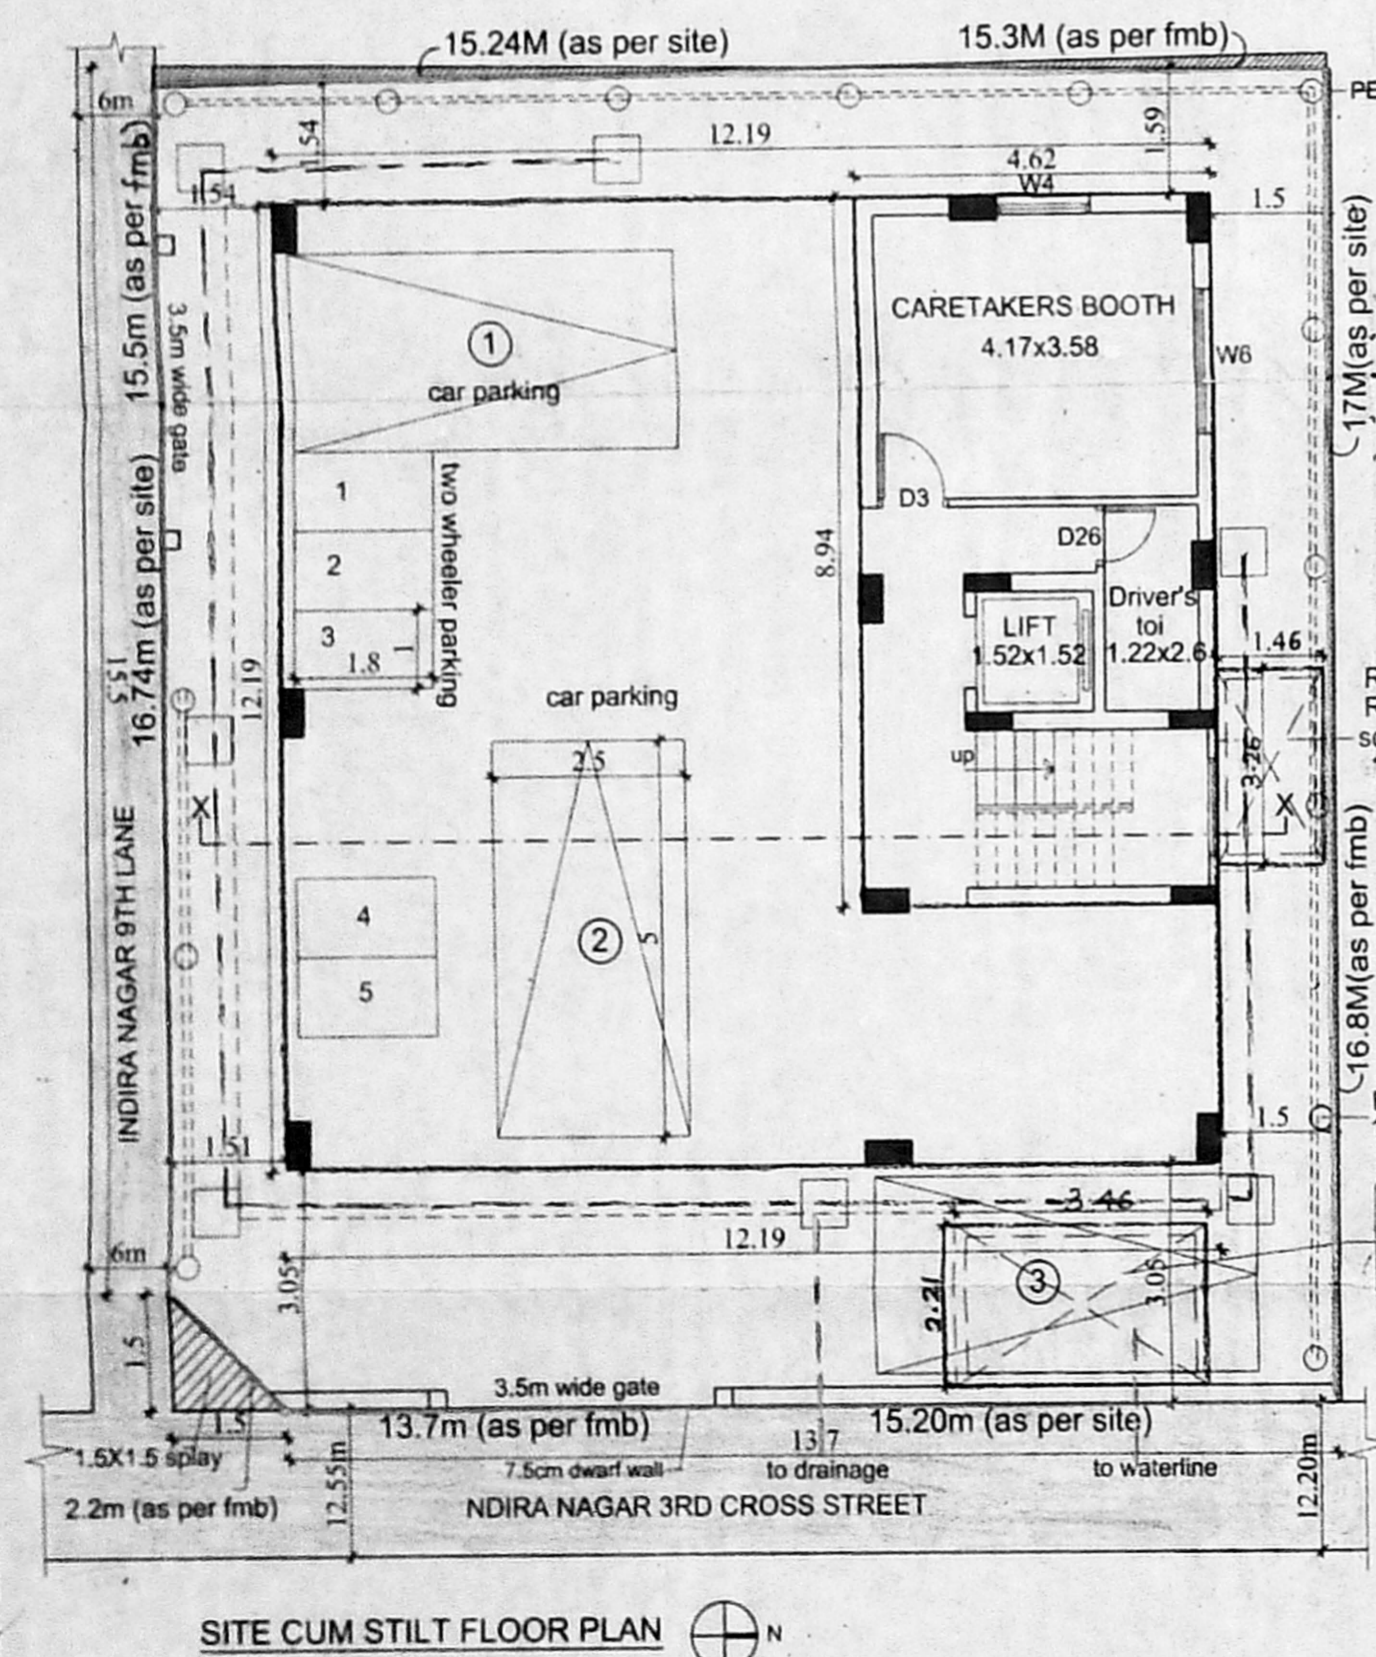 15.24M (as per site)
15.3M (as per fmb)
6m
PE
1.54
12.19
1.59
4.62
W4
1.54
1.5
15.5m (as per fmb)
16.74m (as per site)
15.5
3.5m wide gate
17M(as per site)
CARETAKERS BOOTH
4.17x3.58
W6
1
car parking
1
2
3
1.8
1
two wheeler parking
12.19
8.94
D3
D26
Driver's
toi
1.22x2.6
LIFT
1.52x1.52
1.46
3.26
up
car parking
2.5
5
2
X
X
4
5
INDIRA NAGAR 9TH LANE
16.8M(as per fmb)
1.51
1.5
3.46
12.19
6m
3.05
2.21
3
3.05
1.5
1.5
3.5m wide gate
13.7m (as per fmb)
15.20m (as per site)
13.7
1.5X1.5 splay
7.5cm dwarf wall
to drainage
to waterline
2.2m (as per fmb)
12.55m
NDIRA NAGAR 3RD CROSS STREET
12.20m
SITE CUM STILT FLOOR PLAN
N